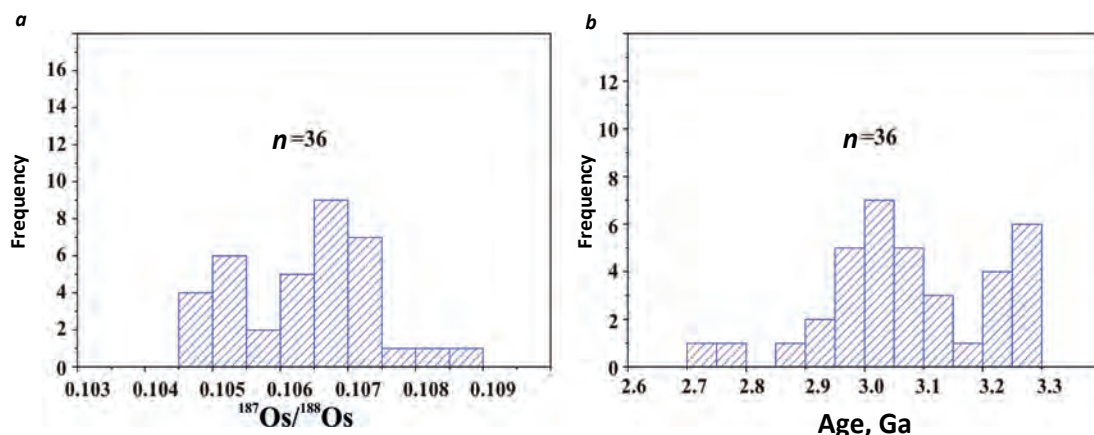 a
16
14
12
10
8
6
4
2
0
Frequency
n=36
0.103 0.104 0.105 0.106 0.107 0.108 0.109
¹⁸⁷Os/¹⁸⁸Os
b
12
10
8
6
4
2
0
Frequency
n=36
2.6 2.7 2.8 2.9 3.0 3.1 3.2 3.3
Age, Ga